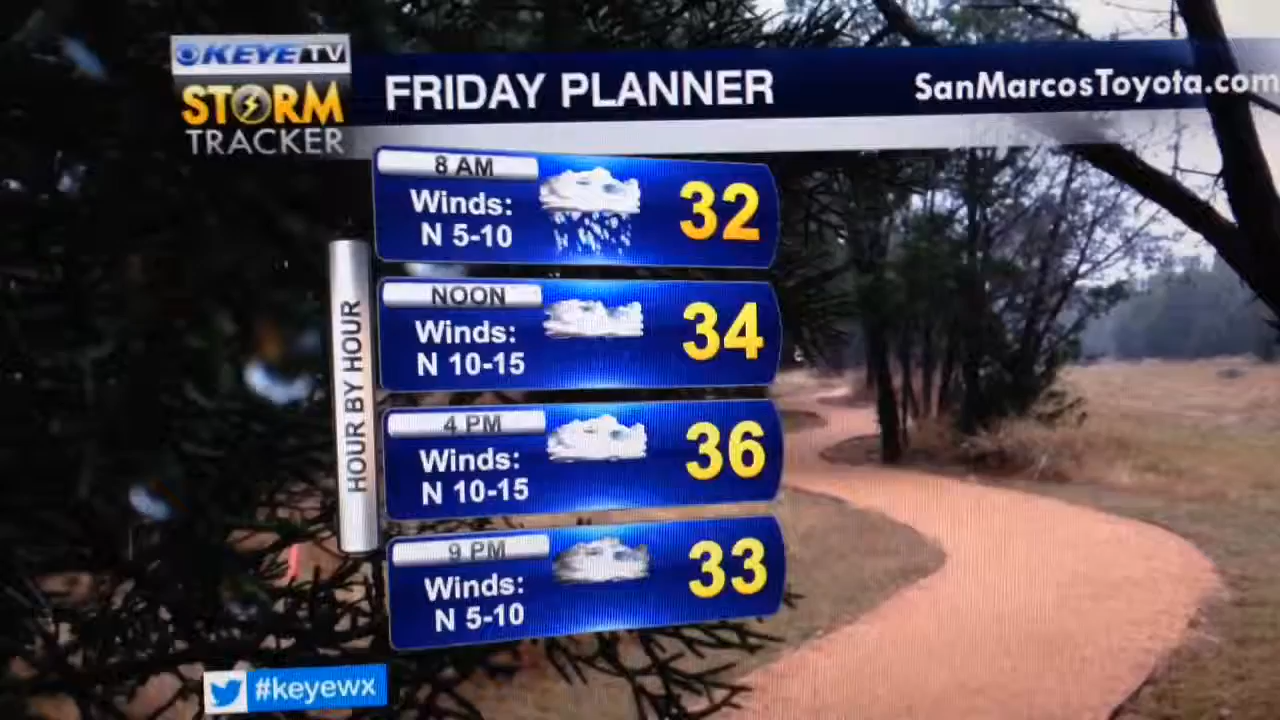 KEYE TV
STORM
TRACKER
FRIDAY PLANNER
SanMarcosToyota.com
HOUR BY HOUR
8 AM
Winds:
N 5-10
32
NOON
Winds:
N 10-15
34
4 PM
Winds:
N 10-15
36
9 PM
Winds:
N 5-10
33
#keyewx